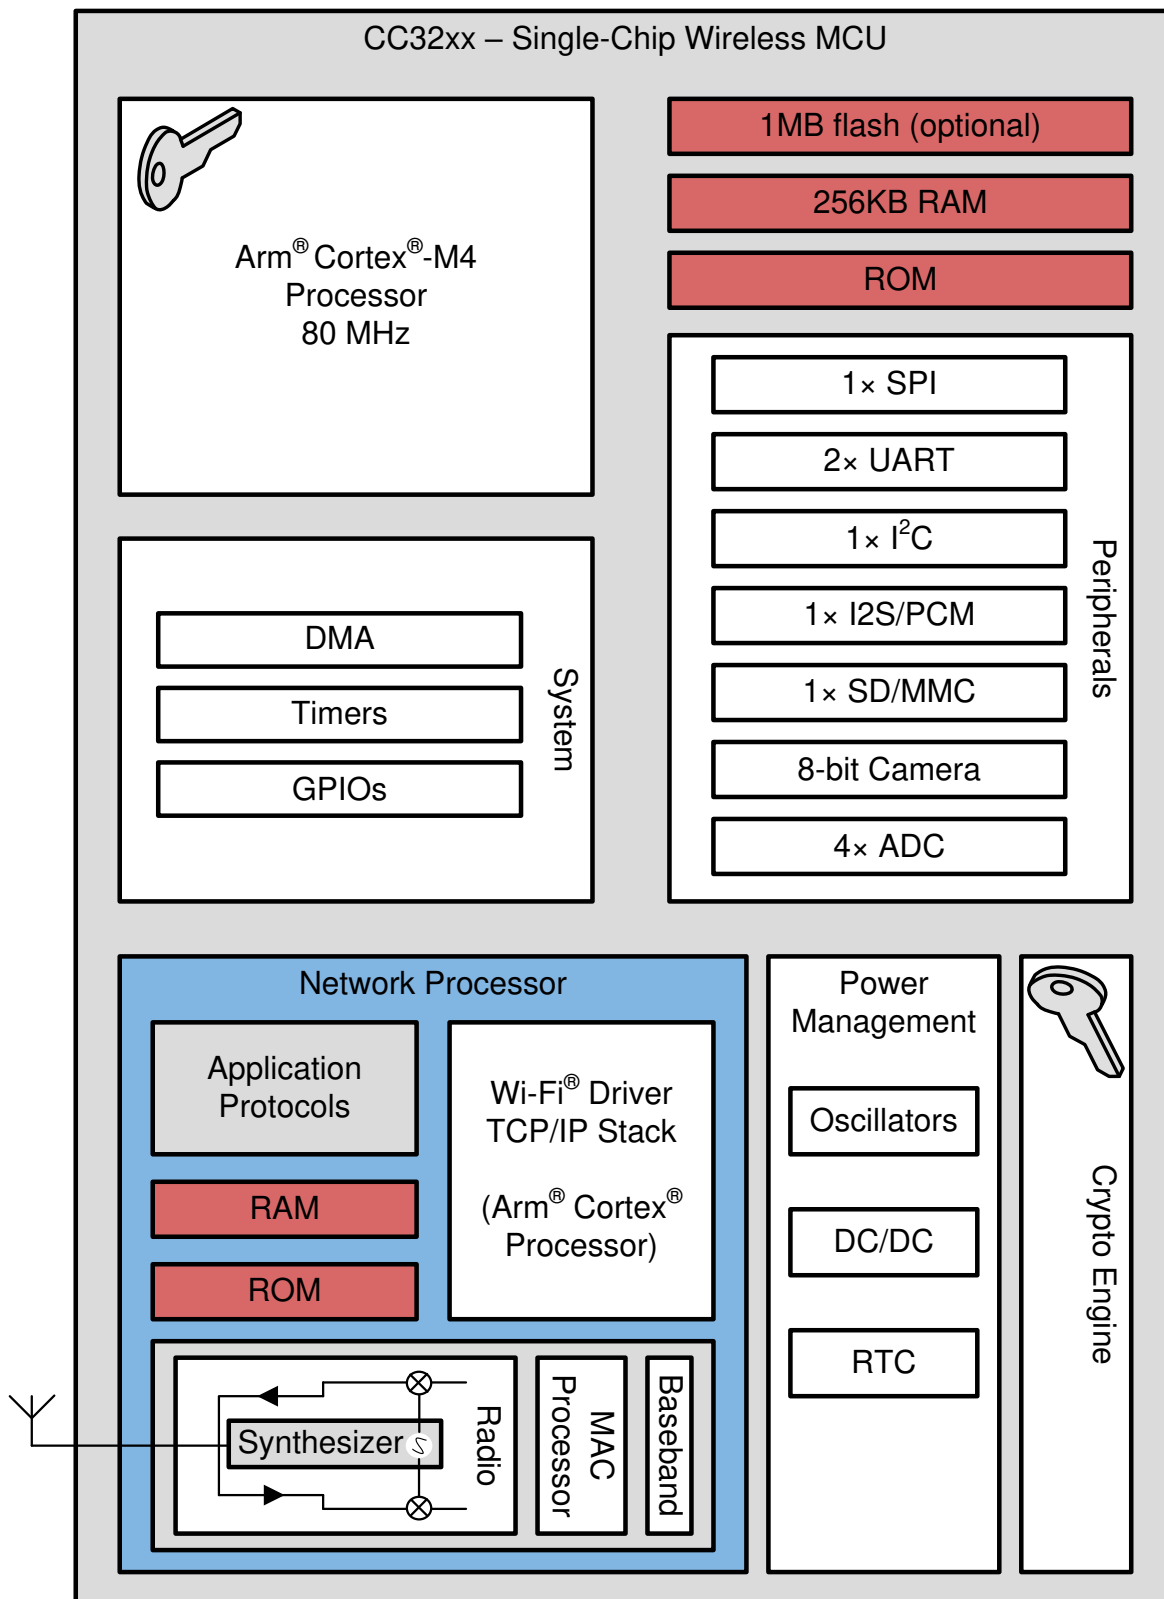 CC32xx – Single-Chip Wireless MCU
Arm® Cortex®-M4
Processor
80 MHz
1MB flash (optional)
256KB RAM
ROM
1× SPI
2× UART
1× I²C
1× I2S/PCM
1× SD/MMC
8-bit Camera
4× ADC
Peripherals
DMA
Timers
GPIOs
System
Network Processor
Application
Protocols
RAM
ROM
Wi-Fi® Driver
TCP/IP Stack
(Arm® Cortex®
Processor)
Synthesizer
Radio
MAC
Processor
Baseband
Power
Management
Oscillators
DC/DC
RTC
Crypto Engine